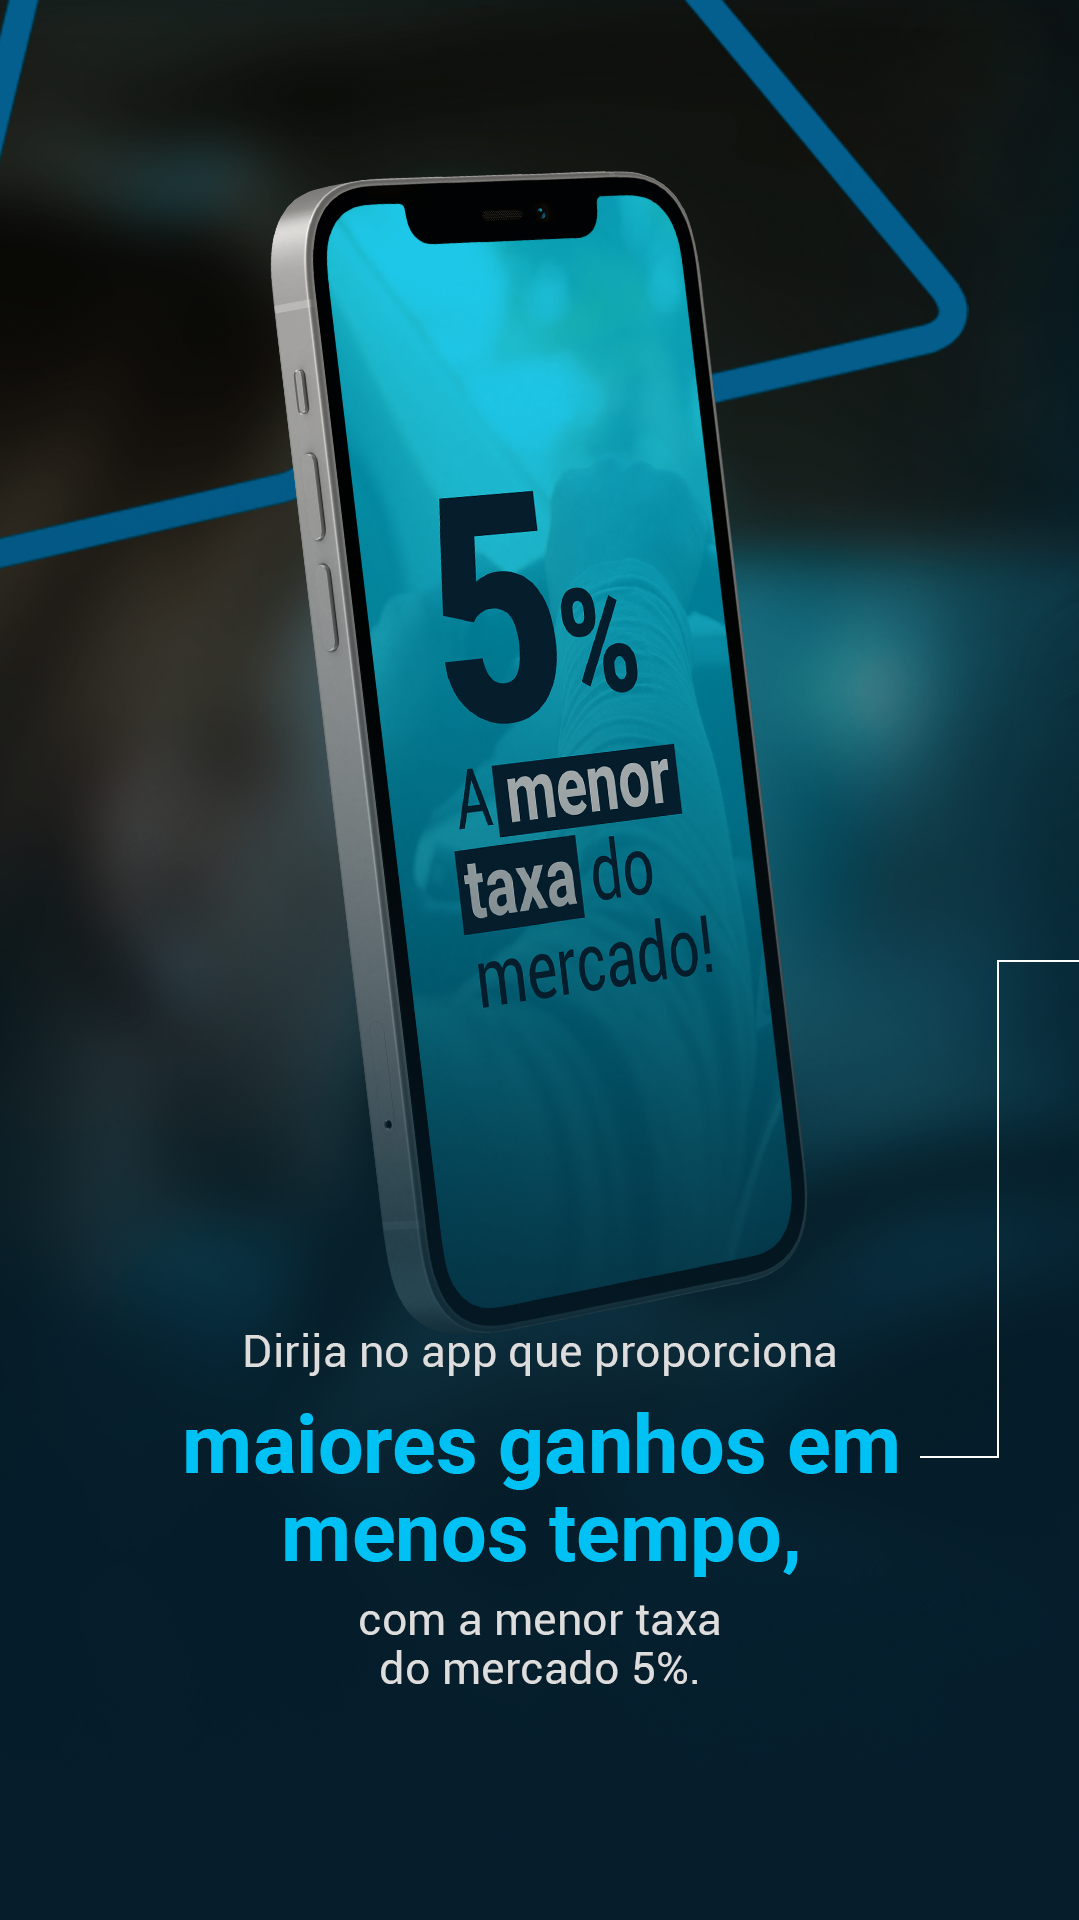 5%
A menor
taxa do
mercado!
Dirija no app que proporciona
maiores ganhos em
menos tempo,
com a menor taxa
do mercado 5%.